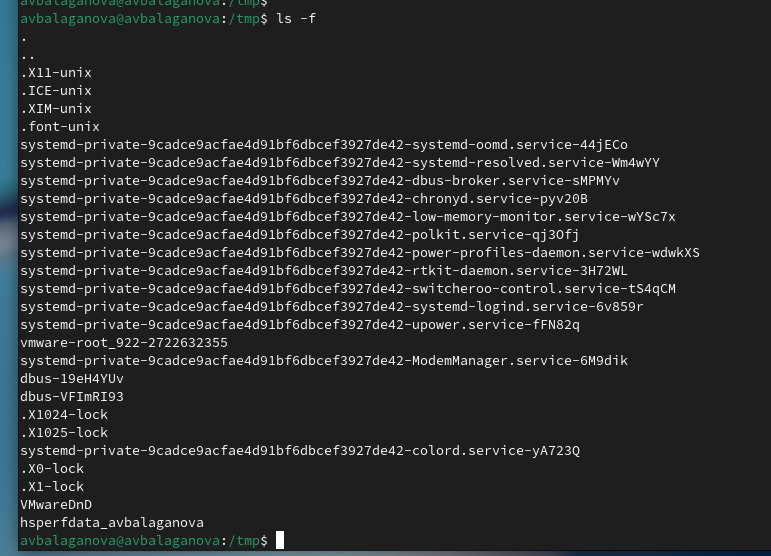 avbalaganova@avbalaganova:/tmp$
avbalaganova@avbalaganova:/tmp$ ls -f
.
..
.X11-unix
.ICE-unix
.XIM-unix
.font-unix
systemd-private-9cadce9acfae4d91bf6dbcef3927de42-systemd-oomd.service-44jECo
systemd-private-9cadce9acfae4d91bf6dbcef3927de42-systemd-resolved.service-Wm4wYY
systemd-private-9cadce9acfae4d91bf6dbcef3927de42-dbus-broker.service-sMPMYv
systemd-private-9cadce9acfae4d91bf6dbcef3927de42-chronyd.service-pyv20B
systemd-private-9cadce9acfae4d91bf6dbcef3927de42-low-memory-monitor.service-wYSc7x
systemd-private-9cadce9acfae4d91bf6dbcef3927de42-polkit.service-qj3Ofj
systemd-private-9cadce9acfae4d91bf6dbcef3927de42-power-profiles-daemon.service-wdwkXS
systemd-private-9cadce9acfae4d91bf6dbcef3927de42-rtkit-daemon.service-3H72WL
systemd-private-9cadce9acfae4d91bf6dbcef3927de42-switcheroo-control.service-tS4qCM
systemd-private-9cadce9acfae4d91bf6dbcef3927de42-systemd-logind.service-6v859r
systemd-private-9cadce9acfae4d91bf6dbcef3927de42-upower.service-fFN82q
vmware-root_922-2722632355
systemd-private-9cadce9acfae4d91bf6dbcef3927de42-ModemManager.service-6M9dik
dbus-19eH4YUv
dbus-VFImRI93
.X1024-lock
.X1025-lock
systemd-private-9cadce9acfae4d91bf6dbcef3927de42-colord.service-yA723Q
.X0-lock
.X1-lock
VMwareDnD
hsperfdata_avbalaganova
avbalaganova@avbalaganova:/tmp$